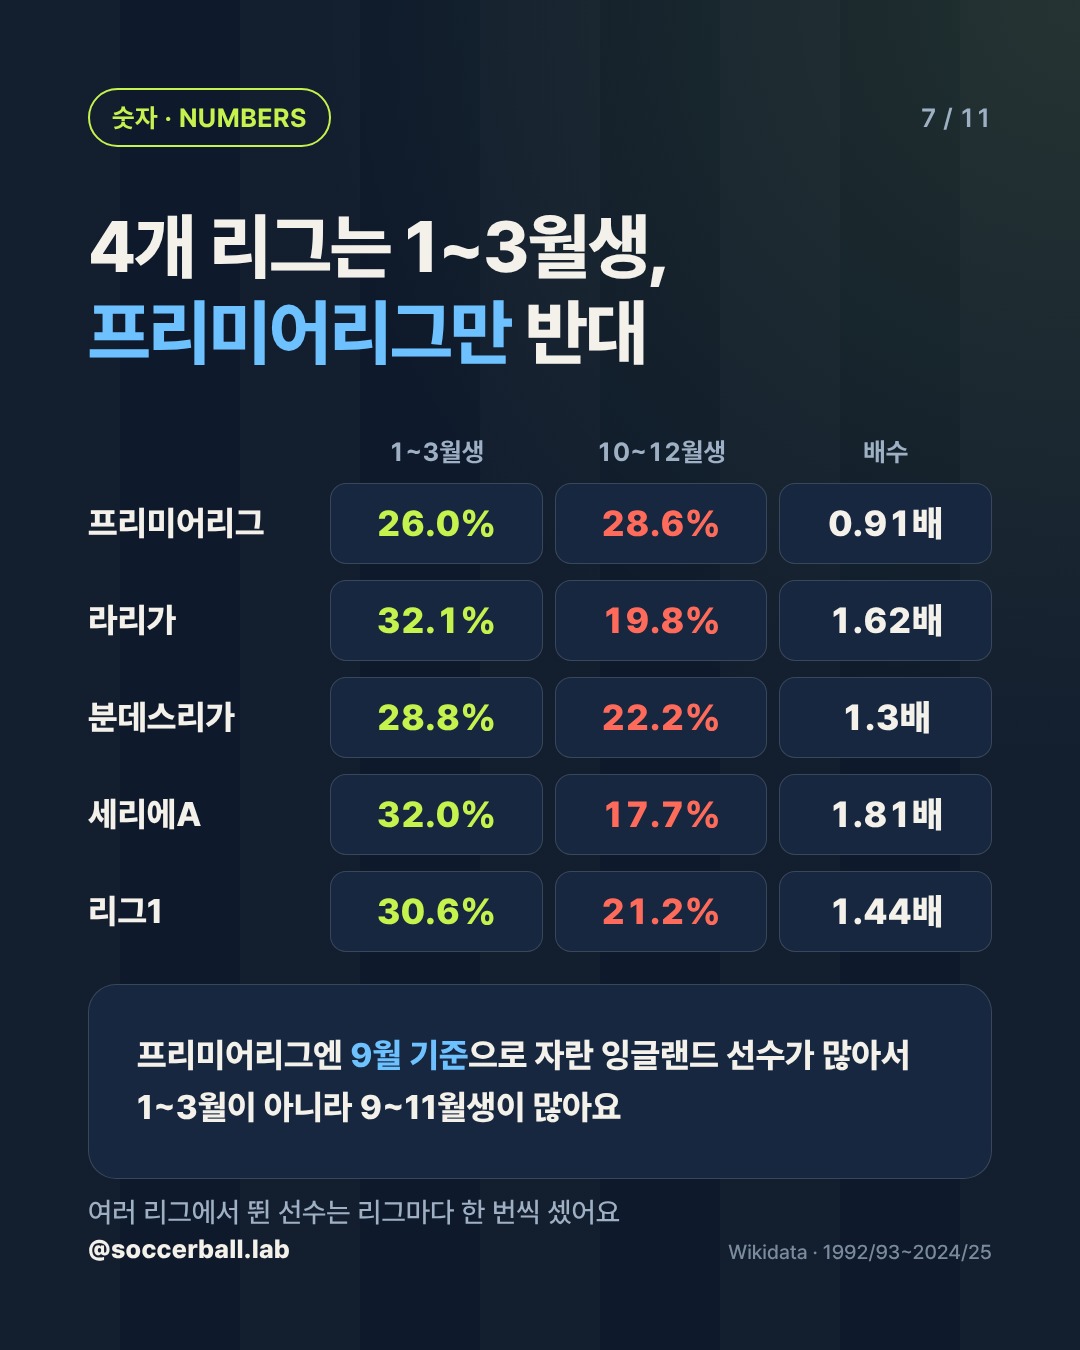 숫자 · NUMBERS
7 / 11
4개 리그는 1~3월생,
프리미어리그만 반대
1~3월생 10~12월생 배수
프리미어리그 26.0% 28.6% 0.91배
라리가 32.1% 19.8% 1.62배
분데스리가 28.8% 22.2% 1.3배
세리에A 32.0% 17.7% 1.81배
리그1 30.6% 21.2% 1.44배
프리미어리그엔 9월 기준으로 자란 잉글랜드 선수가 많아서
1~3월이 아니라 9~11월생이 많아요
여러 리그에서 뛴 선수는 리그마다 한 번씩 셌어요
@soccerball.lab
Wikidata · 1992/93~2024/25